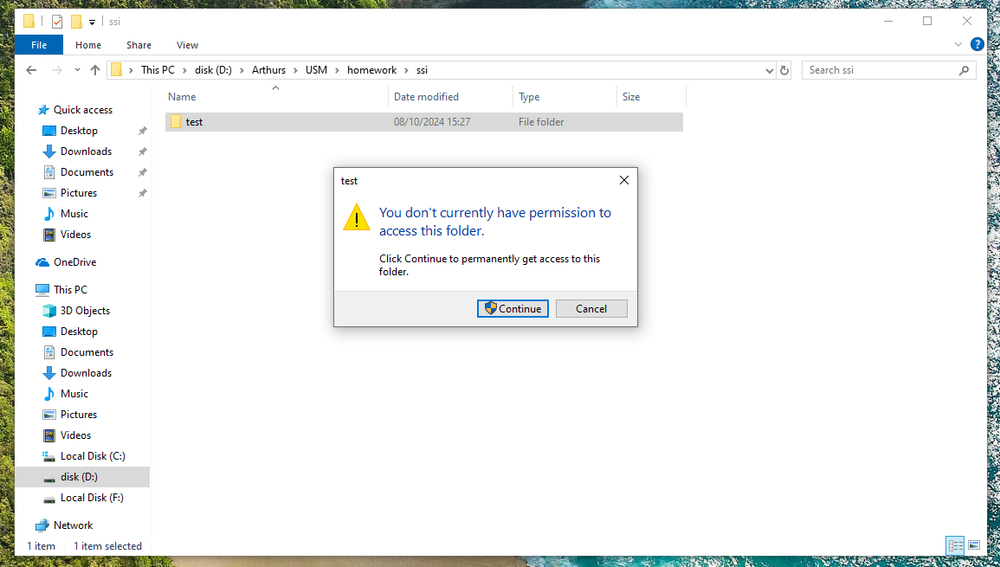 ssi
File Home Share View
This PC disk (D:) Arthurs USM homework ssi
Search ssi
Name Date modified Type Size
test 08/10/2024 15:27 File folder
Quick access
Desktop
Downloads
Documents
Pictures
Music
Videos
OneDrive
This PC
3D Objects
Desktop
Documents
Downloads
Music
Pictures
Videos
Local Disk (C:)
disk (D:)
Local Disk (F:)
Network
1 item 1 item selected
test
You don't currently have permission to
access this folder.
Click Continue to permanently get access to this
folder.
Continue Cancel